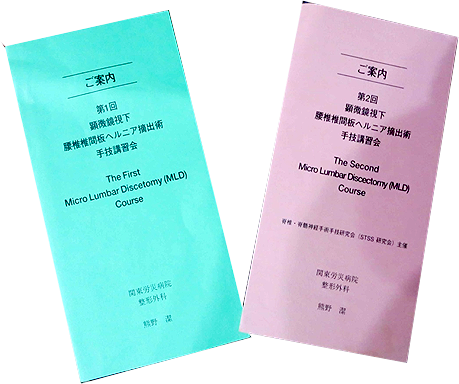 ご案内
第1回
顕微鏡視下
腰椎椎間板ヘルニア摘出術
手技講習会
The First
Micro Lumbar Discetomy (MLD)
Course
関東労災病院
整形外科
熊野 潔
ご案内
第2回
顕微鏡視下
腰椎椎間板ヘルニア摘出術
手技講習会
The Second
Micro Lumbar Discectomy (MLD)
Course
脊椎・脊髄神経手術手技研究会（STSS 研究会）主催
関東労災病院
整形外科
熊野 潔